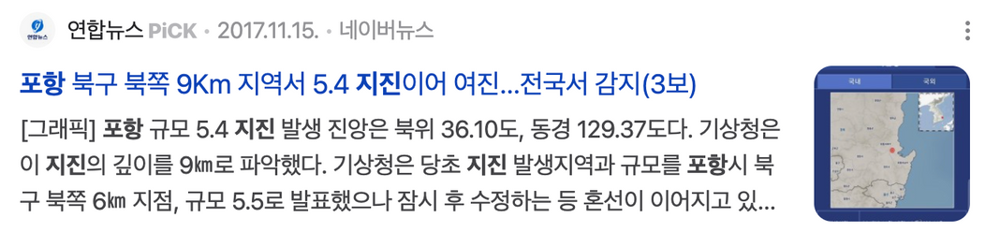 연합뉴스 PiCK · 2017.11.15. · 네이버뉴스
포항 북구 북쪽 9Km 지역서 5.4 지진이어 여진...전국서 감지(3보)
[그래픽] 포항 규모 5.4 지진 발생 진앙은 북위 36.10도, 동경 129.37도다. 기상청은
이 지진의 깊이를 9㎞로 파악했다. 기상청은 당초 지진 발생지역과 규모를 포항시 북
구 북쪽 6㎞ 지점, 규모 5.5로 발표했으나 잠시 후 수정하는 등 혼선이 이어지고 있...
연합뉴스
국내 국외